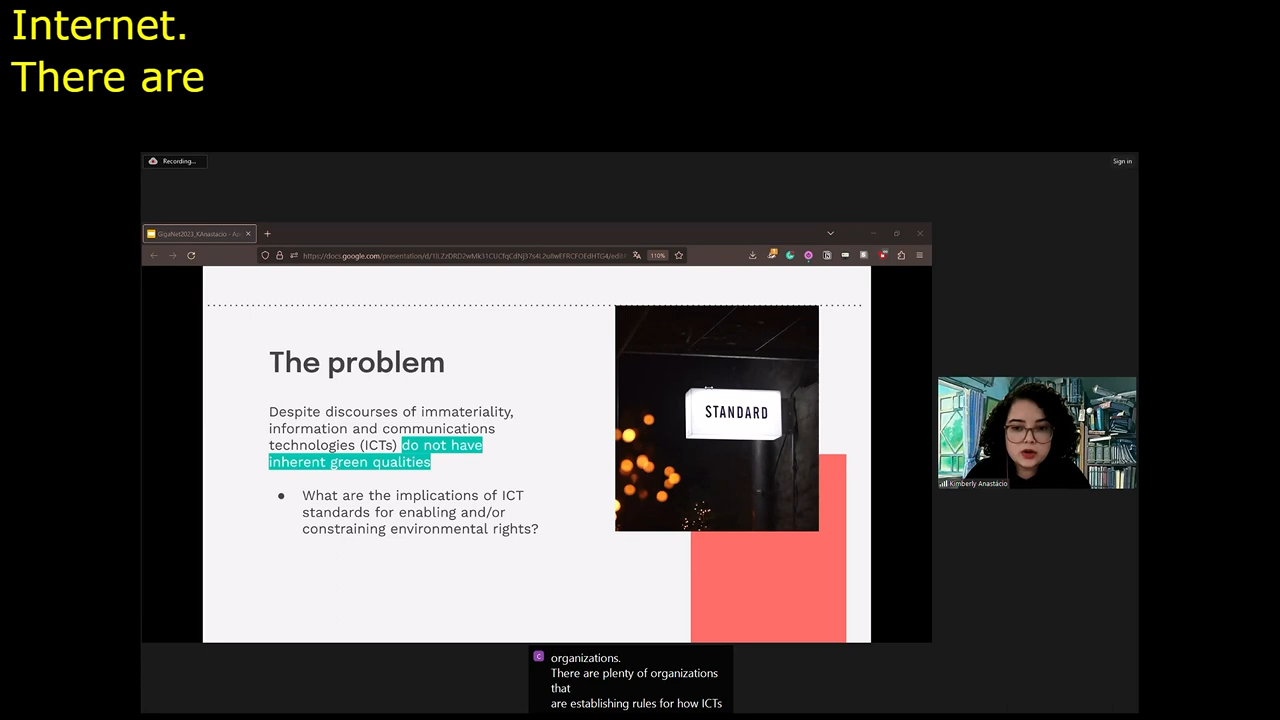 Internet.
There are
Recording...
Sign in
GigaNet2023_KAnastacio - Ap
110%
The problem
Despite discourses of immateriality,
information and communications
technologies (ICTs) do not have
inherent green qualities
● What are the implications of ICT
standards for enabling and/or
constraining environmental rights?
STANDARD
Kimberly Anastácio
C organizations.
There are plenty of organizations
that
are establishing rules for how ICTs